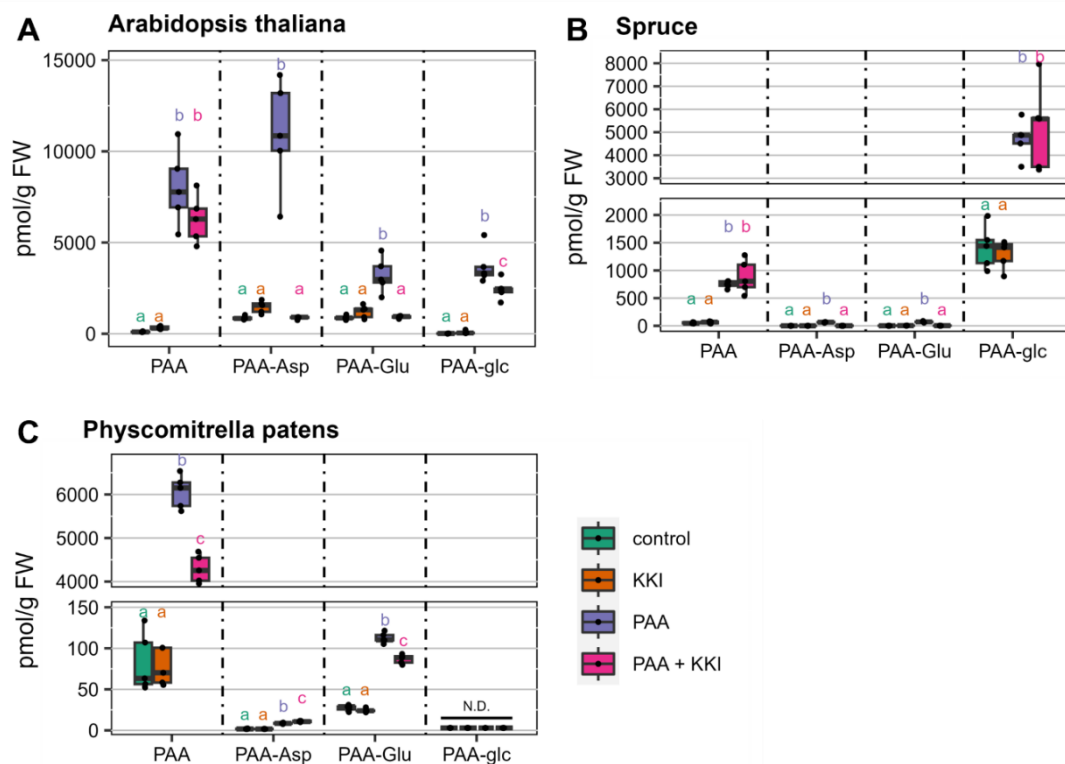 A Arabidopsis thaliana
pmol/g FW
15000
10000
5000
0
a a b b
a a b a
a a b a
a a b c
PAA PAA-Asp PAA-Glu PAA-glc
B Spruce
pmol/g FW
8000
7000
6000
5000
4000
3000
b b
pmol/g FW
2000
1500
1000
500
0
a a b b
a a b a
a a b a
a a
PAA PAA-Asp PAA-Glu PAA-glc
C Physcomitrella patens
pmol/g FW
6000
5000
4000
b c
150
100
50
0
a a
a a b c
a a b c
N.D.
PAA PAA-Asp PAA-Glu PAA-glc
control
KKI
PAA
PAA + KKI